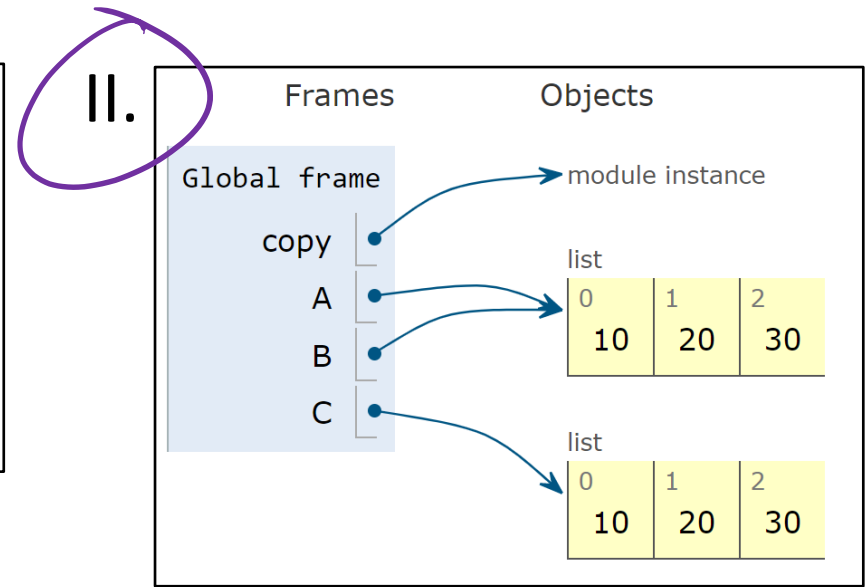 II.
Frames Objects
Global frame
module instance
copy
list
A
0 1 2
10 20 30
B
C
list
0 1 2
10 20 30